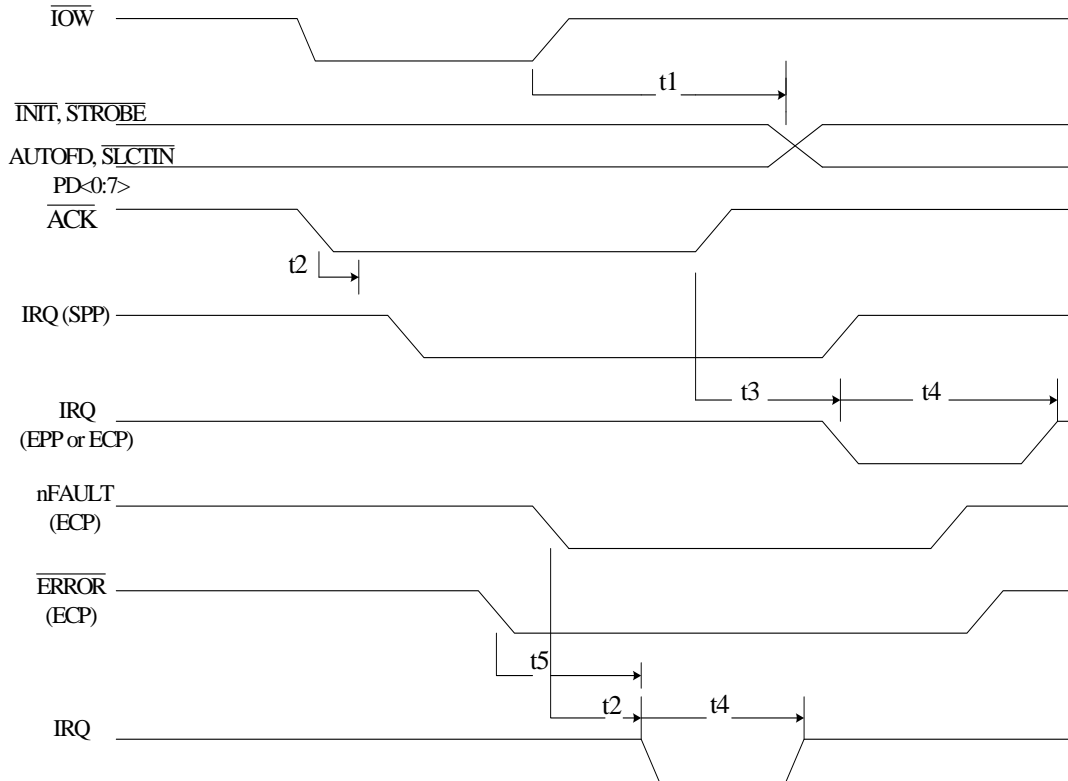 IOW
t1
INIT, STROBE
AUTOFD, SLCTIN
PD<0:7>
ACK
t2
IRQ (SPP)
t3
t4
IRQ
(EPP or ECP)
nFAULT
(ECP)
ERROR
(ECP)
t5
t2
t4
IRQ